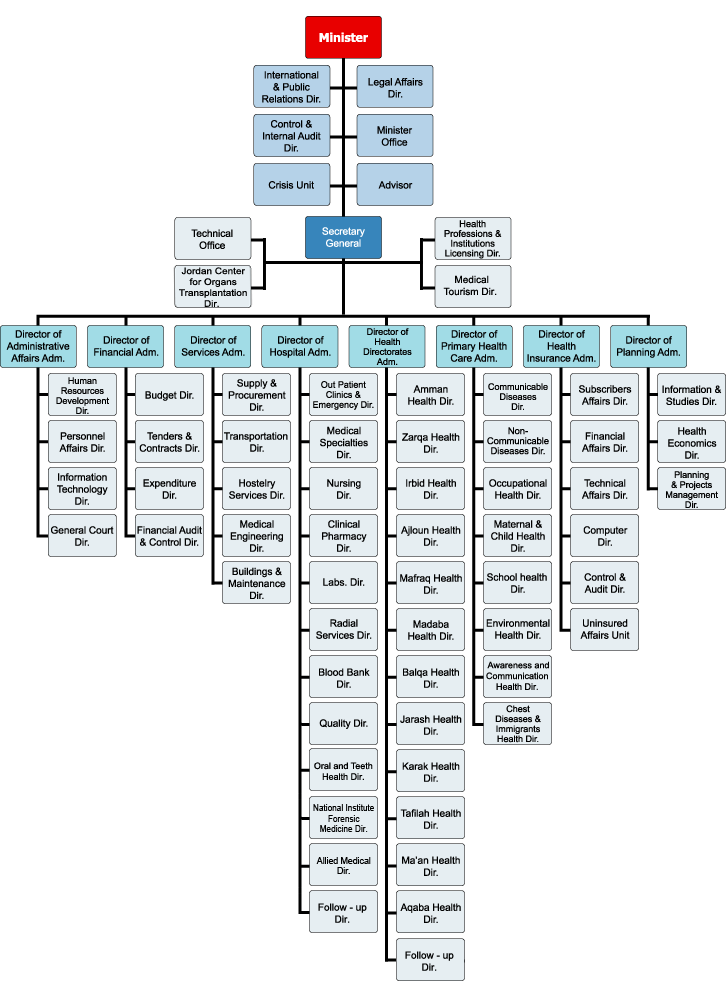 Minister
International
& Public
Relations Dir.
Legal Affairs
Dir.
Control &
Internal Audit
Dir.
Minister
Office
Crisis Unit
Advisor
Secretary
General
Technical
Office
Health
Professions &
Institutions
Licensing Dir.
Jordan Center
for Organs
Transplantation
Dir.
Medical
Tourism Dir.
Director of
Administrative
Affairs Adm.
Human
Resources
Development
Dir.
Personnel
Affairs Dir.
Information
Technology
Dir.
General Court
Dir.
Director of
Financial Adm.
Budget Dir.
Tenders &
Contracts Dir.
Expenditure
Dir.
Financial Audit
& Control Dir.
Director of
Services Adm.
Supply &
Procurement
Dir.
Transportation
Dir.
Hostelry
Services Dir.
Medical
Engineering
Dir.
Buildings &
Maintenance
Dir.
Director of
Hospital Adm.
Out Patient
Clinics &
Emergency Dir.
Medical
Specialties
Dir.
Nursing
Dir.
Clinical
Pharmacy
Dir.
Labs. Dir.
Radial
Services Dir.
Blood Bank
Dir.
Quality Dir.
Oral and Teeth
Health Dir.
National Institute
Forensic
Medicine Dir.
Allied Medical
Dir.
Follow - up
Dir.
Director of
Health
Directorates
Adm.
Amman
Health Dir.
Zarqa Health
Dir.
Irbid Health
Dir.
Ajloun Health
Dir.
Mafraq Health
Dir.
Madaba
Health Dir.
Balqa Health
Dir.
Jarash Health
Dir.
Karak Health
Dir.
Tafilah Health
Dir.
Ma'an Health
Dir.
Aqaba Health
Dir.
Follow - up
Dir.
Director of
Primary Health
Care Adm.
Communicable
Diseases
Dir.
Non-
Communicable
Diseases Dir.
Occupational
Health Dir.
Maternal &
Child Health
Dir.
School health
Dir.
Environmental
Health Dir.
Awareness and
Communication
Health Dir.
Chest
Diseases &
Immigrants
Health Dir.
Director of
Health
Insurance Adm.
Subscribers
Affairs Dir.
Financial
Affairs Dir.
Technical
Affairs Dir.
Computer
Dir.
Control &
Audit Dir.
Uninsured
Affairs Unit
Director of
Planning Adm.
Information &
Studies Dir.
Health
Economics
Dir.
Planning
& Projects
Management
Dir.